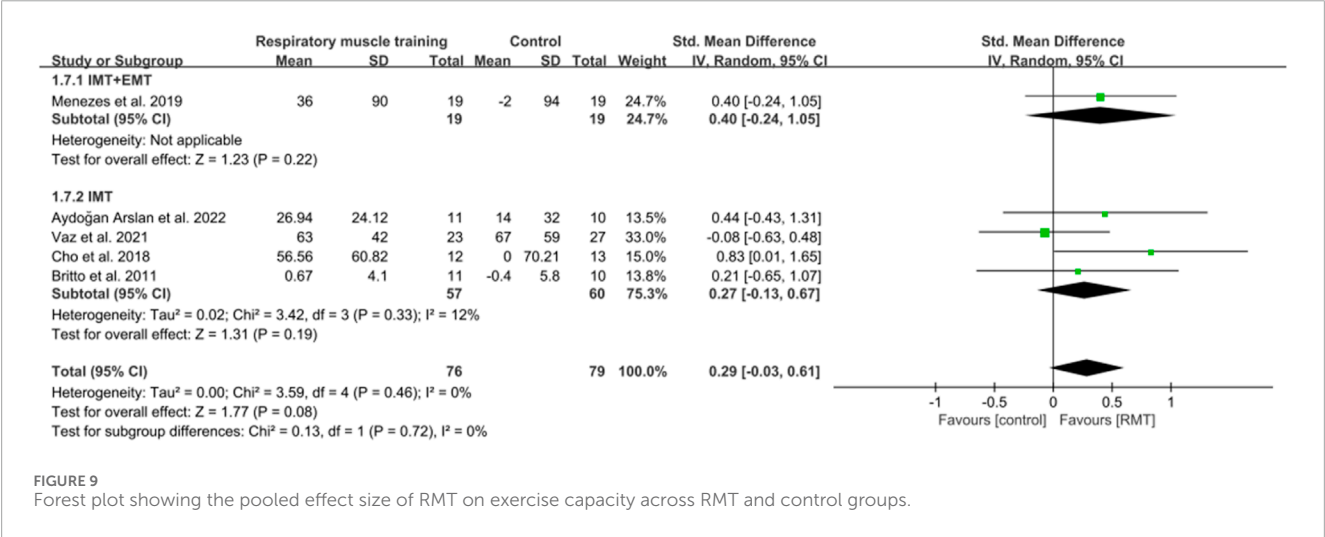 Respiratory muscle training Control Std. Mean Difference Std. Mean Difference
Study or Subgroup Mean SD Total Mean SD Total Weight IV, Random, 95% CI IV, Random, 95% CI
1.7.1 IMT+EMT
Menezes et al. 2019 36 90 19 -2 94 19 24.7% 0.40 [-0.24, 1.05]
Subtotal (95% CI) 19 19 24.7% 0.40 [-0.24, 1.05]
Heterogeneity: Not applicable
Test for overall effect: Z = 1.23 (P = 0.22)
1.7.2 IMT
Aydoğan Arslan et al. 2022 26.94 24.12 11 14 32 10 13.5% 0.44 [-0.43, 1.31]
Vaz et al. 2021 63 42 23 67 59 27 33.0% -0.08 [-0.63, 0.48]
Cho et al. 2018 56.56 60.82 12 0 70.21 13 15.0% 0.83 [0.01, 1.65]
Britto et al. 2011 0.67 4.1 11 -0.4 5.8 10 13.8% 0.21 [-0.65, 1.07]
Subtotal (95% CI) 57 60 75.3% 0.27 [-0.13, 0.67]
Heterogeneity: Tau² = 0.02; Chi² = 3.42, df = 3 (P = 0.33); I² = 12%
Test for overall effect: Z = 1.31 (P = 0.19)
Total (95% CI) 76 79 100.0% 0.29 [-0.03, 0.61]
Heterogeneity: Tau² = 0.00; Chi² = 3.59, df = 4 (P = 0.46); I² = 0%
Test for overall effect: Z = 1.77 (P = 0.08)
Test for subgroup differences: Chi² = 0.13, df = 1 (P = 0.72), I² = 0%
-1 -0.5 0 0.5 1
Favours [control] Favours [RMT]
FIGURE 9
Forest plot showing the pooled effect size of RMT on exercise capacity across RMT and control groups.